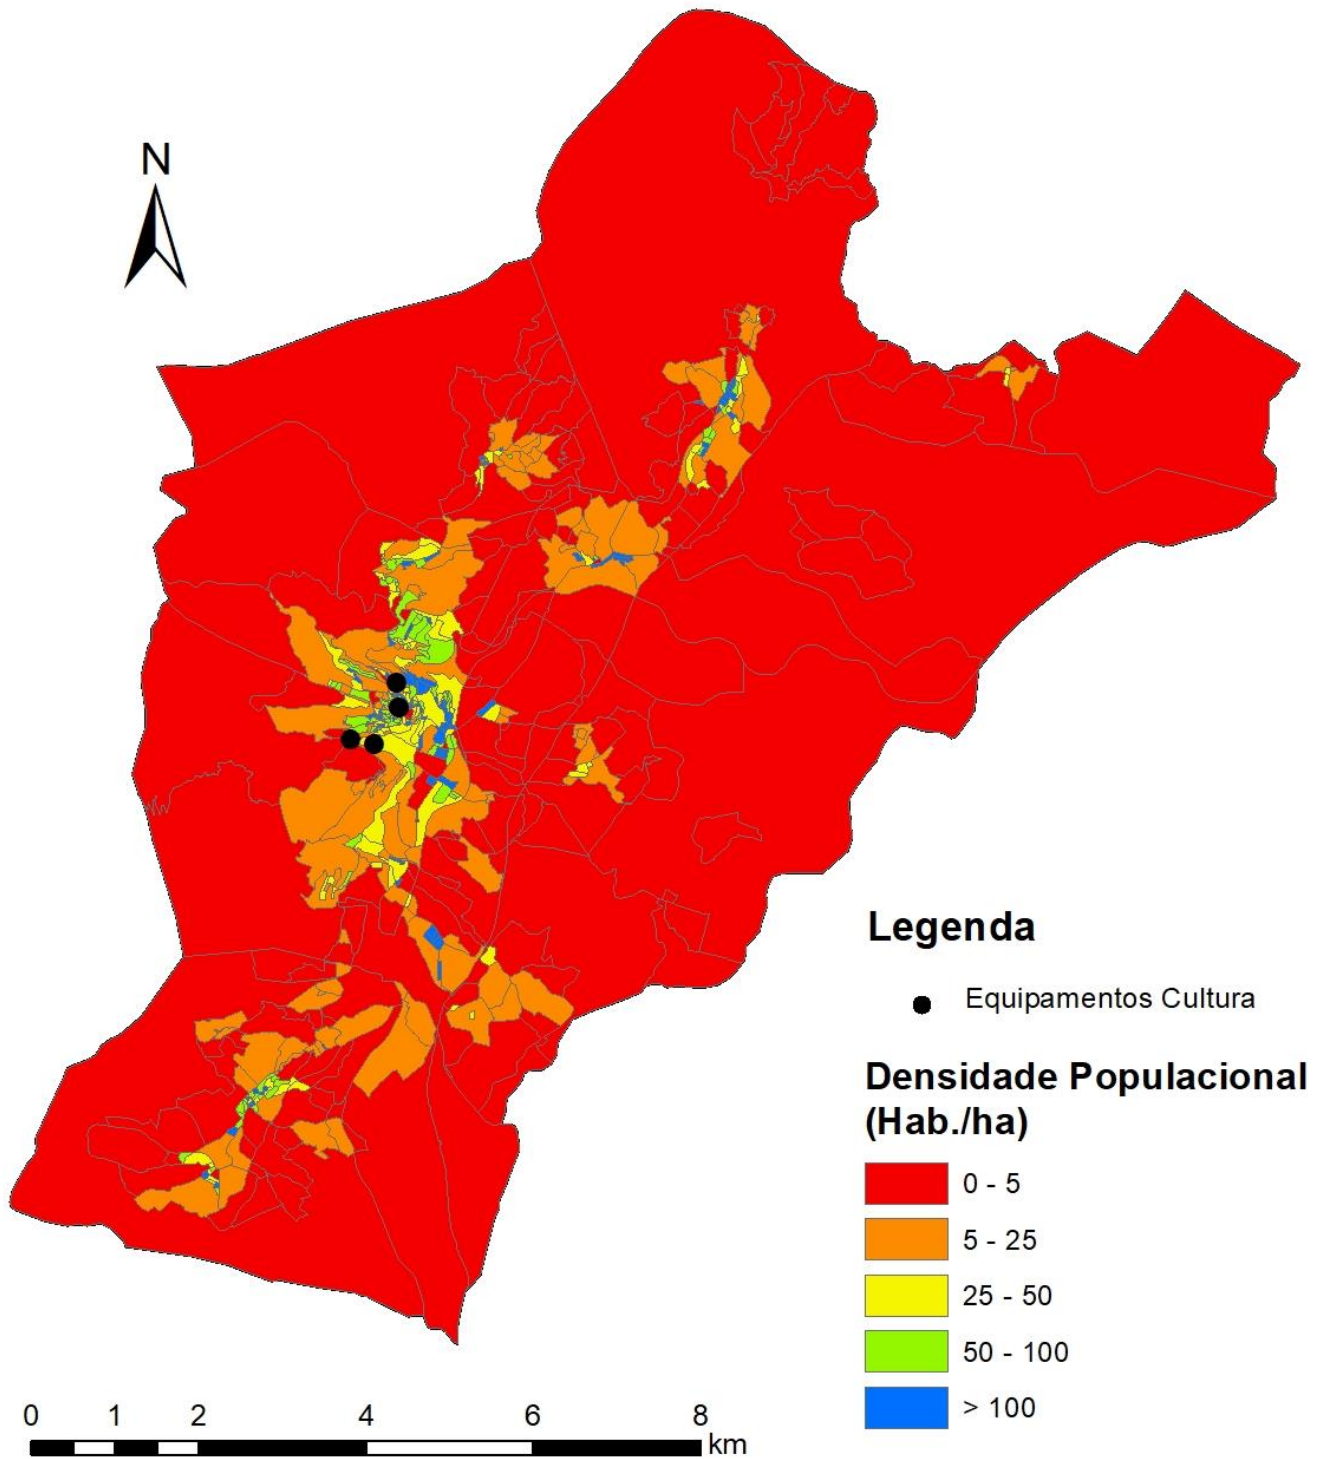 N
Legenda
Equipamentos Cultura
Densidade Populacional
(Hab./ha)
0 - 5
5 - 25
25 - 50
50 - 100
> 100
0 1 2 4 6 8
km